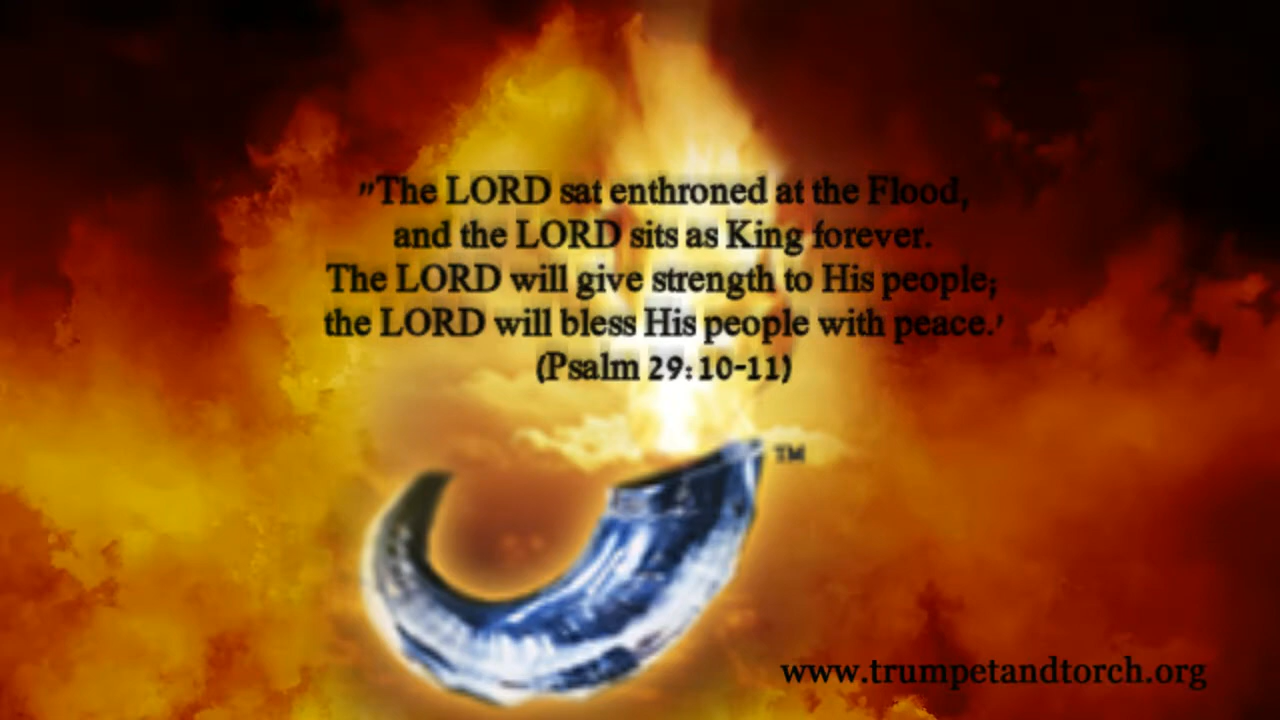 "The LORD sat enthroned at the Flood,
and the LORD sits as King forever.
The LORD will give strength to His people;
the LORD will bless His people with peace.'
(Psalm 29:10-11)
TM
www.trumpetandtorch.org